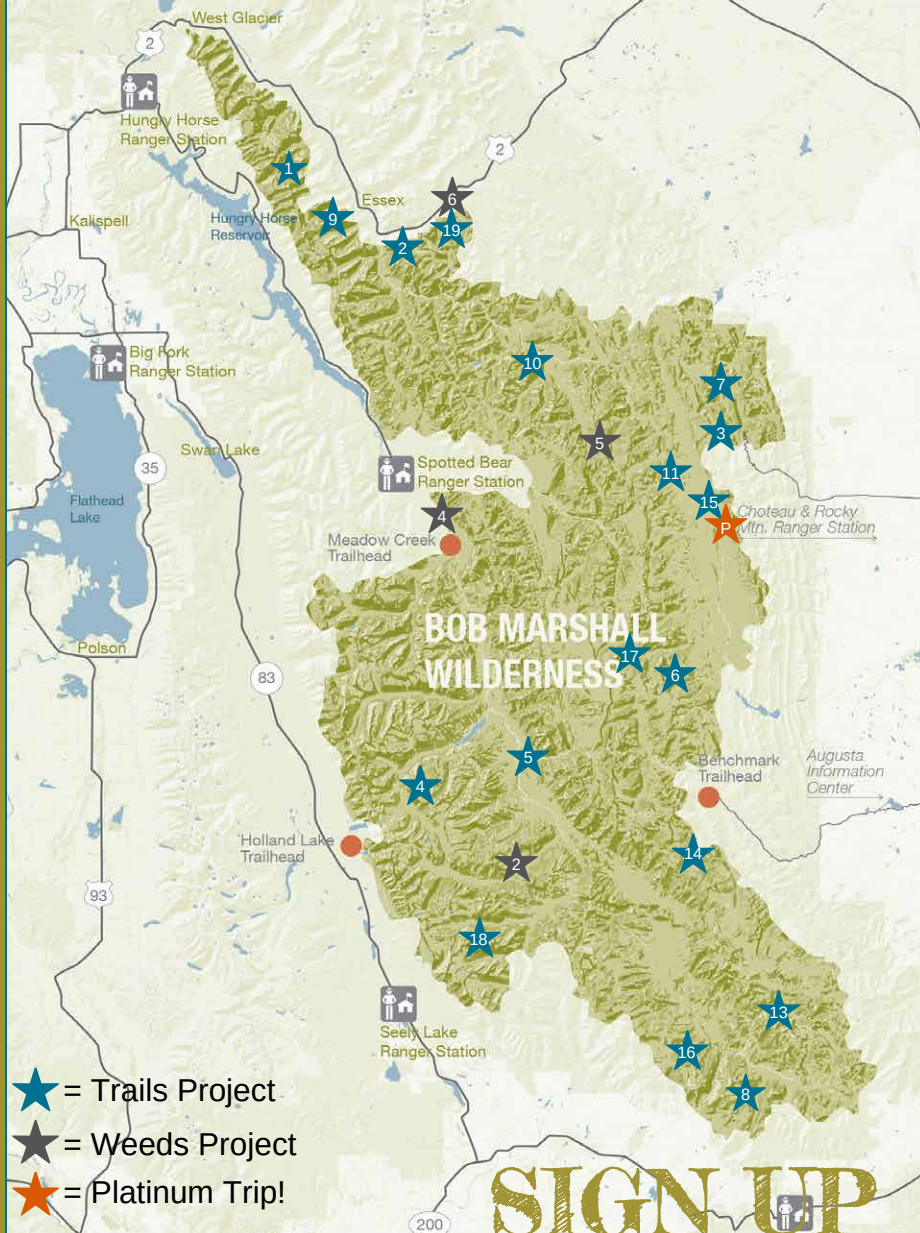 West Glacier
2
Hungry Horse
Ranger Station
2
1
Essex
6
Kalispell
Hungry Horse
Reservoir
9
19
2
Big Fork
Ranger Station
10
7
3
5
Swan Lake
35
Spotted Bear
Ranger Station
11
Flathead
Lake
15
4
P
Choteau & Rocky
Mtn. Ranger Station
Meadow Creek
Trailhead
BOB MARSHALL
WILDERNESS
Polson
17
6
83
5
Benchmark
Trailhead
Augusta
Information
Center
4
Holland Lake
Trailhead
14
2
93
18
13
Seely Lake
Ranger Station
16
8
= Trails Project
= Weeds Project
= Platinum Trip!
SIGN UP
200